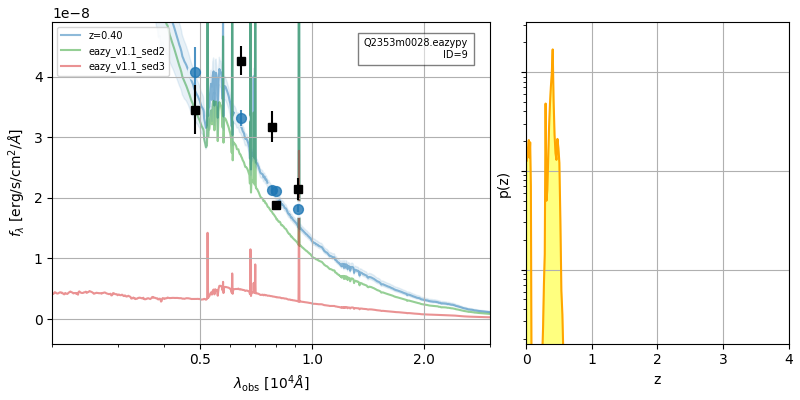 1e−8
z=0.40
eazy_v1.1_sed2
eazy_v1.1_sed3
Q2353m0028.eazypy
ID=9
4
3
2
1
0
f_λ [erg/s/cm²/Å]
0.5
1.0
2.0
λ_obs [10⁴Å]
p(z)
0
1
2
3
4
z